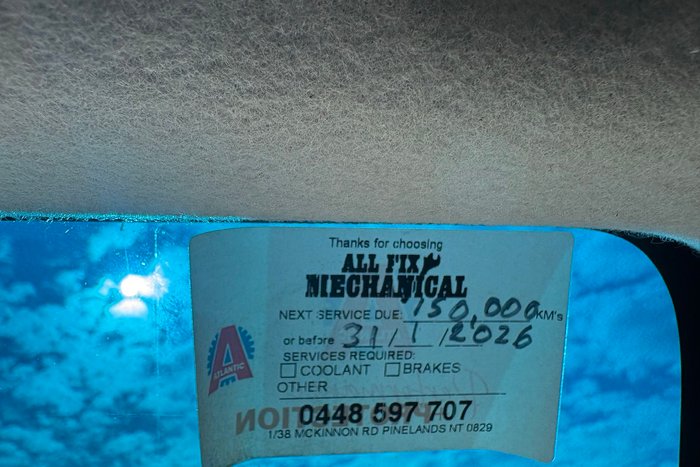 Thanks for choosing
ALL FIX
MECHANICAL
NEXT SERVICE DUE: 150,000 KM's
or before 31/1/2026
SERVICES REQUIRED:
☐ COOLANT ☐ BRAKES
OTHER
0448 597 707
1/38 MCKINNON RD PINELANDS NT 0829
ATLANTIC